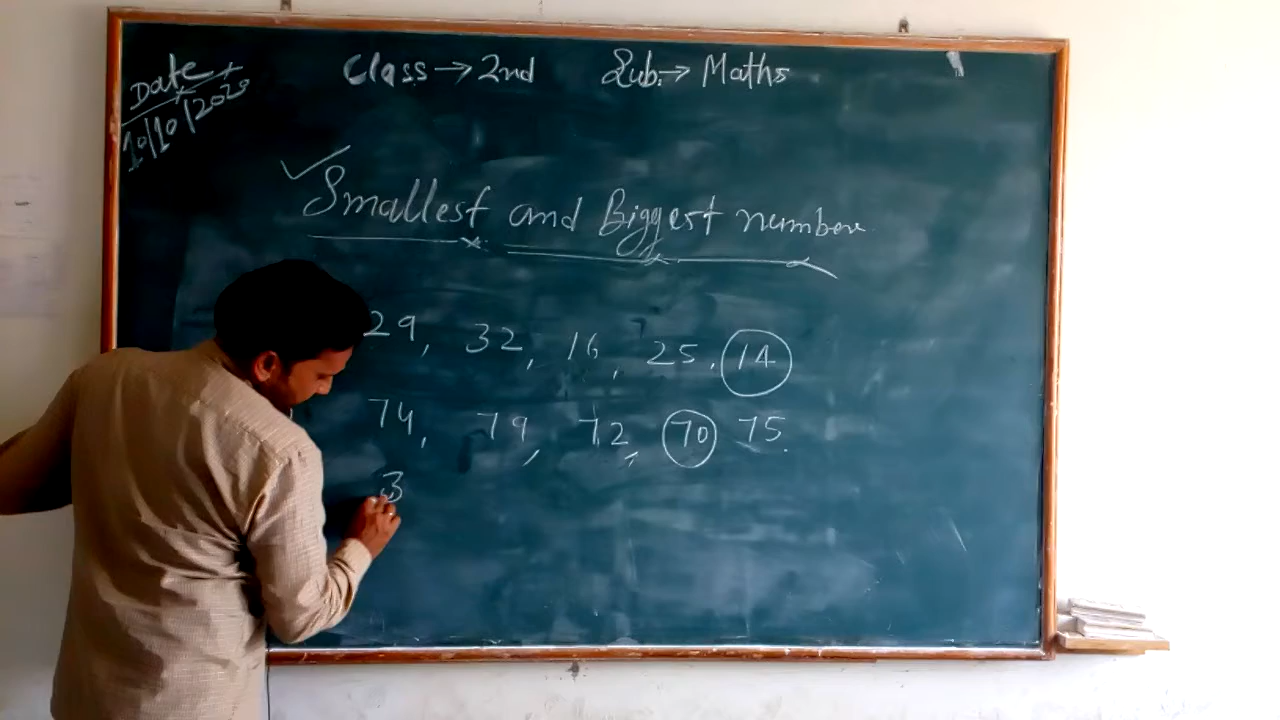 Date
10/10/2020
Class → 2nd Sub. → Maths
Smallest and Biggest number
29, 32, 16, 25, 14
74, 79, 72, 70 75.
3